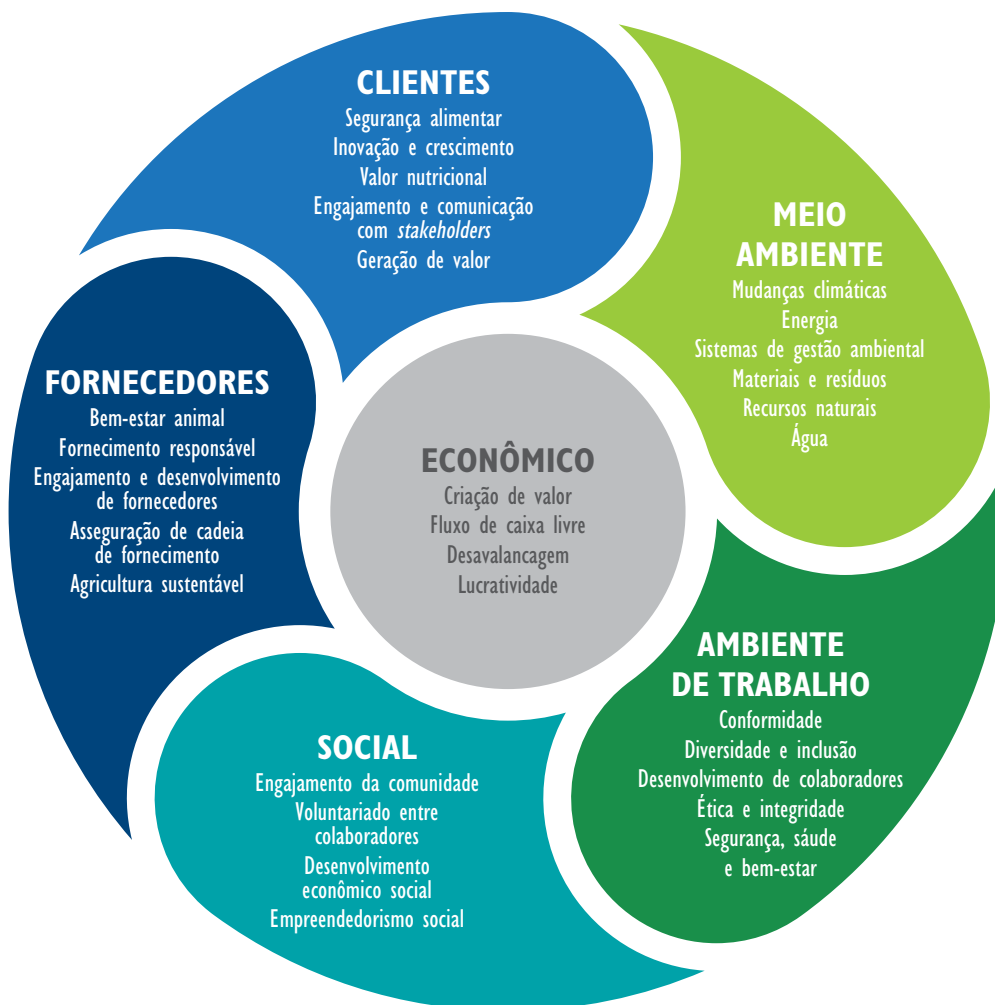 CLIENTES
Segurança alimentar
Inovação e crescimento
Valor nutricional
Engajamento e comunicação
com stakeholders
Geração de valor
MEIO
AMBIENTE
Mudanças climáticas
Energia
Sistemas de gestão ambiental
Materiais e resíduos
Recursos naturais
Água
FORNECEDORES
Bem-estar animal
Fornecimento responsável
Engajamento e desenvolvimento
de fornecedores
Asseguração de cadeia
de fornecimento
Agricultura sustentável
ECONÔMICO
Criação de valor
Fluxo de caixa livre
Desavalancagem
Lucratividade
AMBIENTE
DE TRABALHO
Conformidade
Diversidade e inclusão
Desenvolvimento de colaboradores
Ética e integridade
Segurança, sáude
e bem-estar
SOCIAL
Engajamento da comunidade
Voluntariado entre
colaboradores
Desenvolvimento
econômico social
Empreendedorismo social